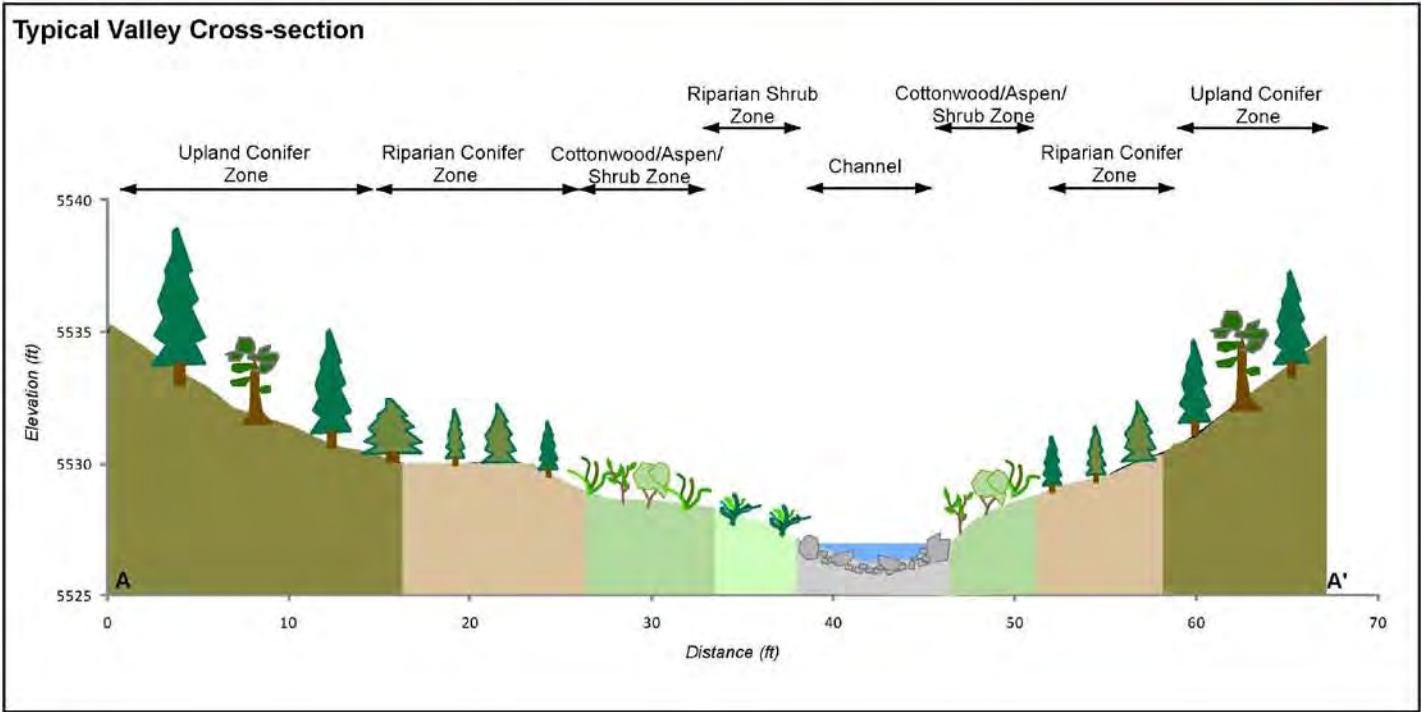 Typical Valley Cross-section
Riparian Shrub
Zone
Cottonwood/Aspen/
Shrub Zone
Upland Conifer
Zone
Upland Conifer
Zone
Riparian Conifer
Zone
Cottonwood/Aspen/
Shrub Zone
Channel
Riparian Conifer
Zone
5540
5535
5530
5525
Elevation (ft)
A
A'
0 10 20 30 40 50 60 70
Distance (ft)